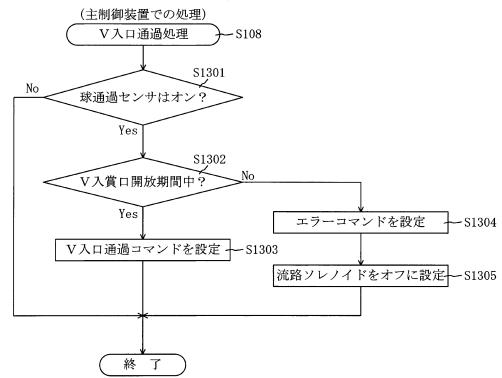 (主制御装置での処理)
V入口通過処理
S108
S1301
球通過センサはオン?
No
Yes
S1302
V入賞口開放期間中?
No
Yes
エラーコマンドを設定
S1304
V入口通過コマンドを設定
S1303
流路ソレノイドをオフに設定
S1305
終 了